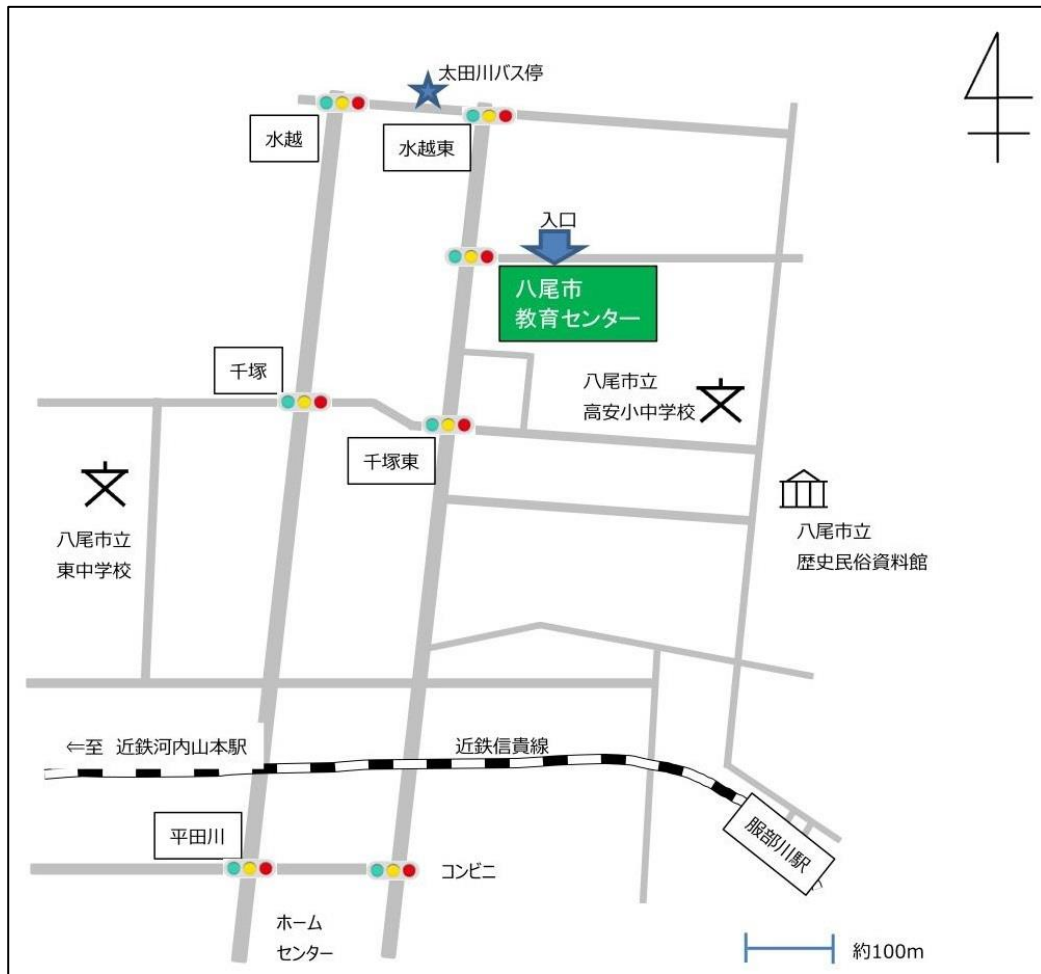 太田川バス停
水越
水越東
入口
八尾市
教育センター
千塚
八尾市立
高安小中学校
千塚東
八尾市立
東中学校
八尾市立
歴史民俗資料館
⇐至 近鉄河内山本駅
近鉄信貴線
平田川
服部川駅
コンビニ
ホーム
センター
約100m